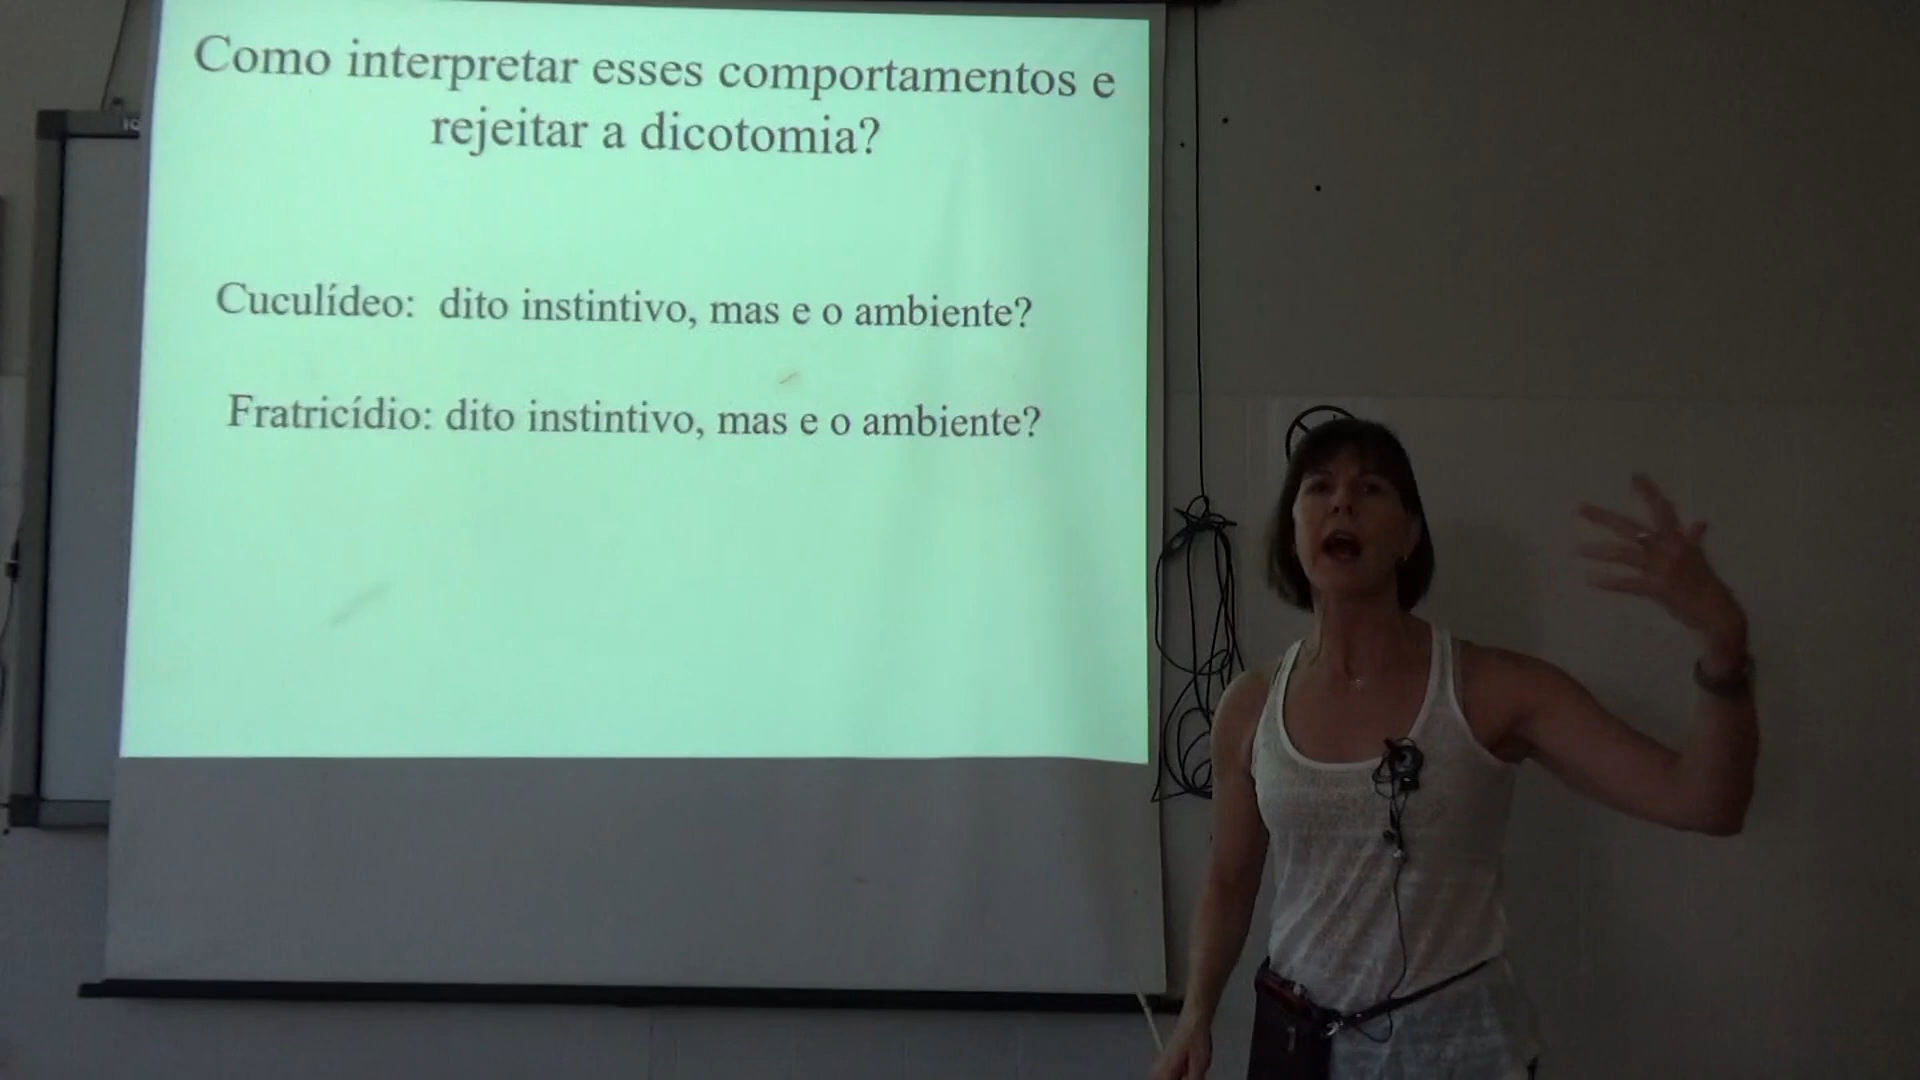 Como interpretar esses comportamentos e
rejeitar a dicotomia?
Cuculídeo: dito instintivo, mas e o ambiente?
Fratricídio: dito instintivo, mas e o ambiente?